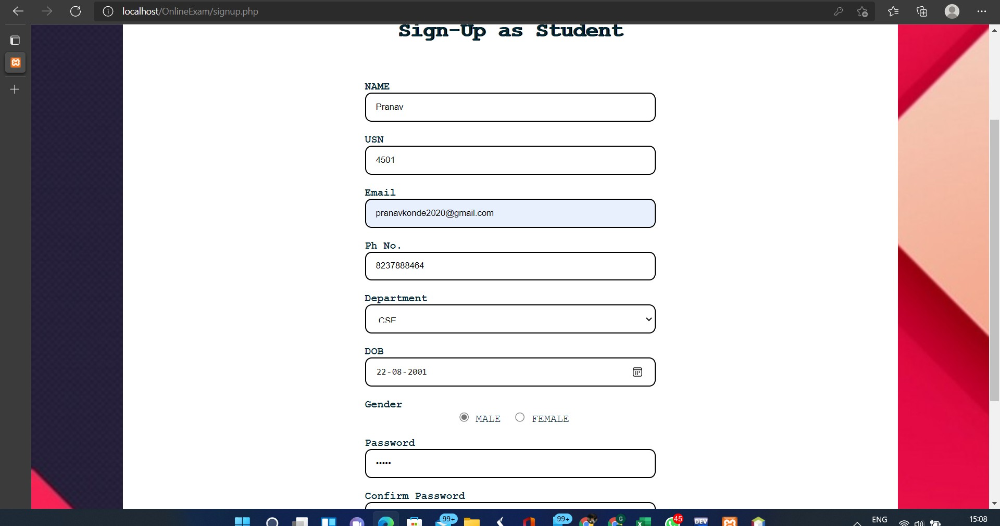 localhost/OnlineExam/signup.php
Sign-Up as Student
NAME
Pranav
USN
4501
Email
pranavkonde2020@gmail.com
Ph No.
8237888464
Department
CSE
DOB
22-08-2001
Gender
MALE FEMALE
Password
•••••
Confirm Password
99+ 99+ G 45 DEV
ENG
15:08